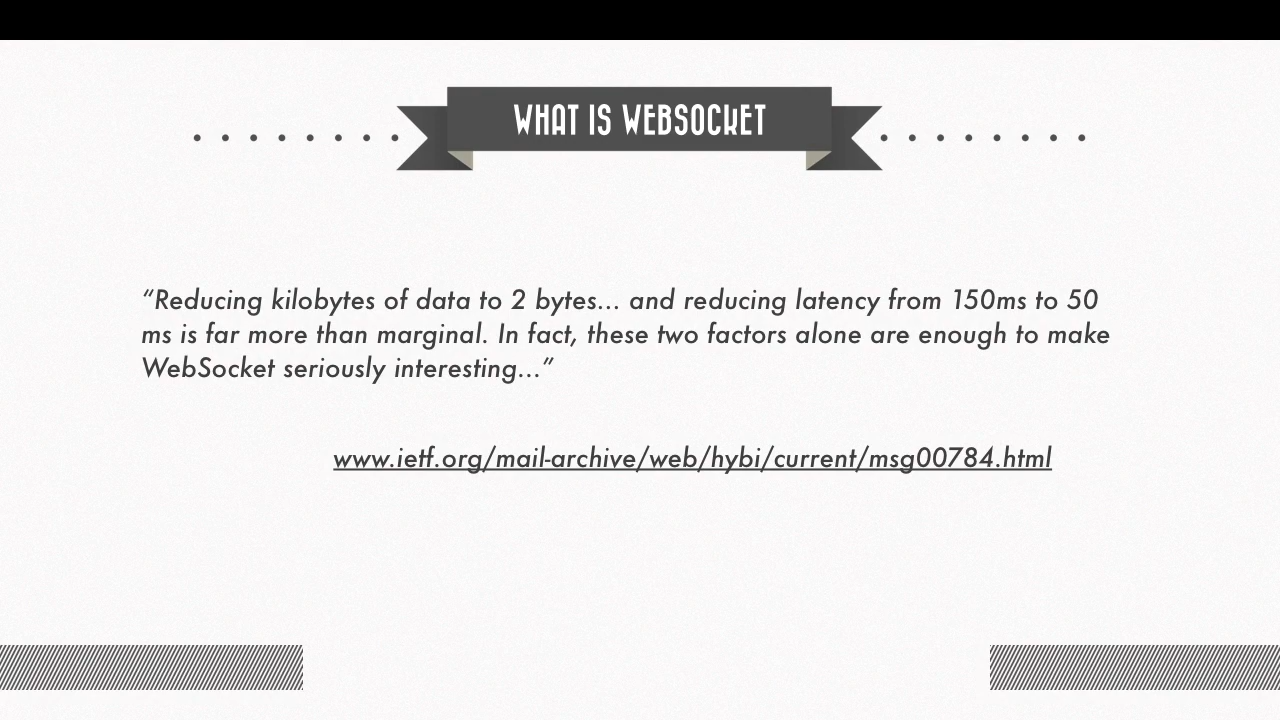 WHAT IS WEBSOCKET
“Reducing kilobytes of data to 2 bytes… and reducing latency from 150ms to 50
ms is far more than marginal. In fact, these two factors alone are enough to make
WebSocket seriously interesting…”
www.ietf.org/mail-archive/web/hybi/current/msg00784.html